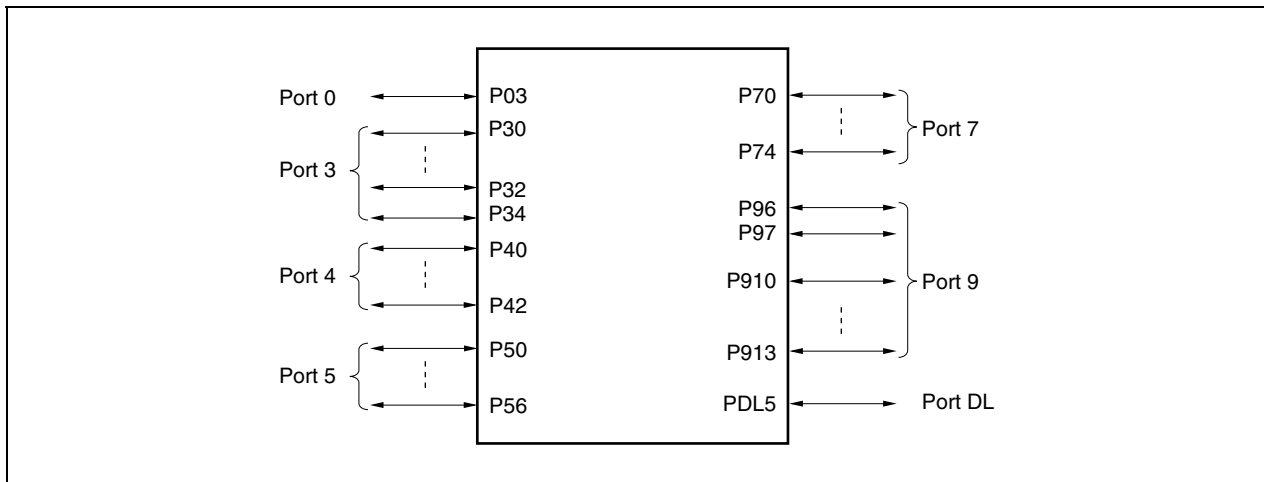 Port 0
P03
Port 3
P30
P32
P34
Port 4
P40
P42
Port 5
P50
P56
P70
P74
Port 7
P96
P97
P910
P913
Port 9
PDL5
Port DL